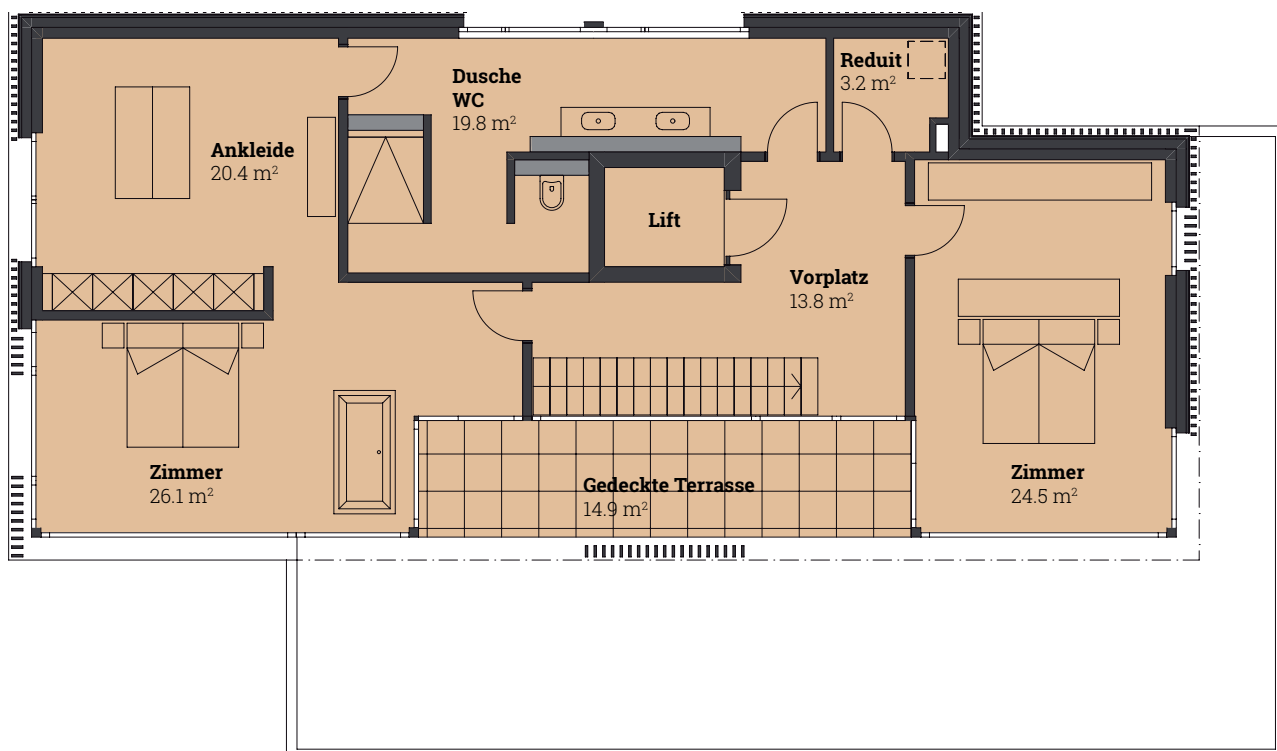 Dusche
WC
19.8 m²
Reduit
3.2 m²
Ankleide
20.4 m²
Lift
Vorplatz
13.8 m²
Zimmer
26.1 m²
Gedeckte Terrasse
14.9 m²
Zimmer
24.5 m²